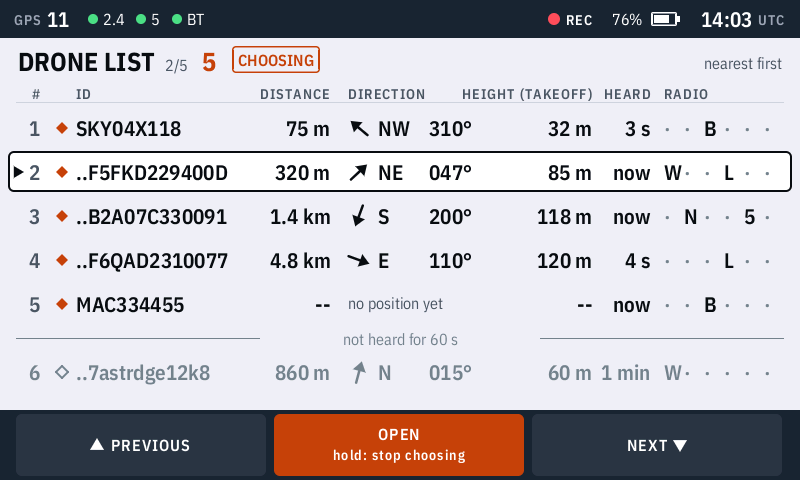 GPS 11 2.4 5 BT REC 76% 14:03 UTC
DRONE LIST 2/5 5 CHOOSING nearest first
# ID DISTANCE DIRECTION HEIGHT (TAKEOFF) HEARD RADIO
1 SKY04X118 75 m NW 310° 32 m 3 s · · B · · ·
2 ..F5FKD229400D 320 m NE 047° 85 m now W · · L · ·
3 ..B2A07C330091 1.4 km S 200° 118 m now · N · · 5 ·
4 ..F6QAD2310077 4.8 km E 110° 120 m 4 s · · · L · ·
5 MAC334455 -- no position yet -- now · · B · · ·
not heard for 60 s
6 ..7astrdge12k8 860 m N 015° 60 m 1 min W · · · · ·
▲ PREVIOUS OPEN NEXT ▼
hold: stop choosing